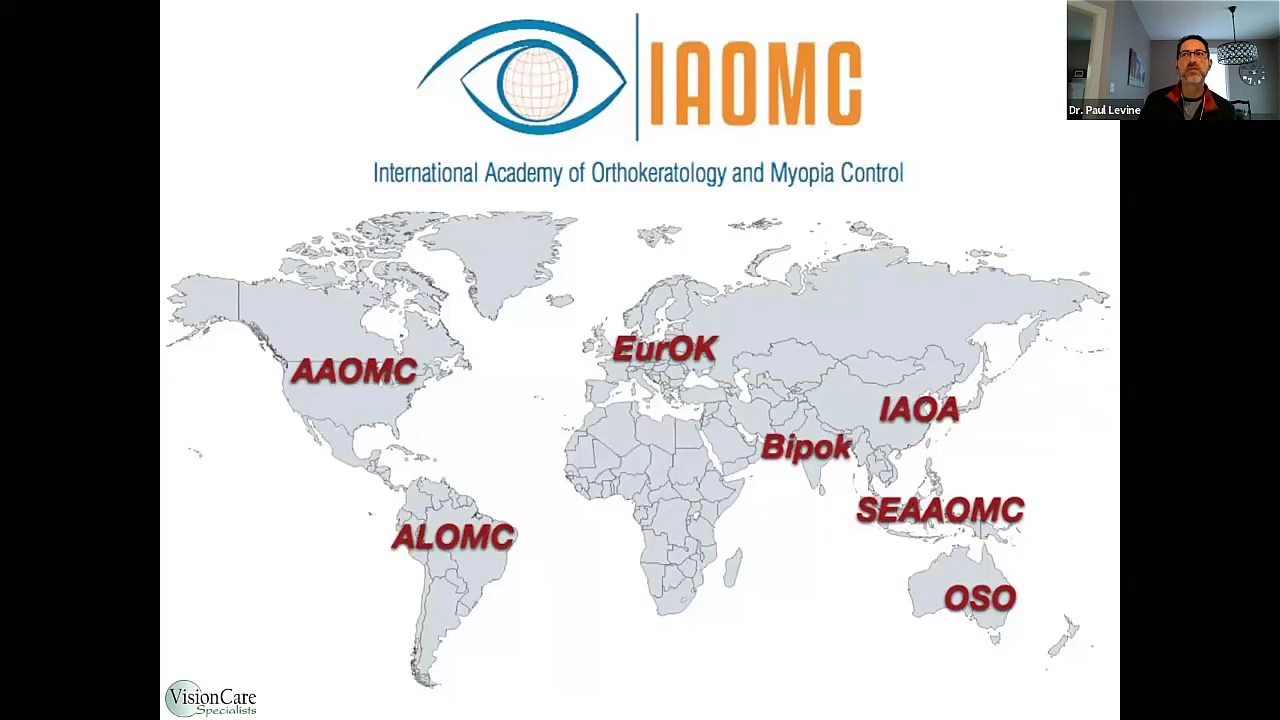 IAOMC
International Academy of Orthokeratology and Myopia Control
Dr. Paul Levine
AAOMC
EurOK
IAOA
Bipok
SEAAOMC
ALOMC
OSO
VisionCare
Specialists